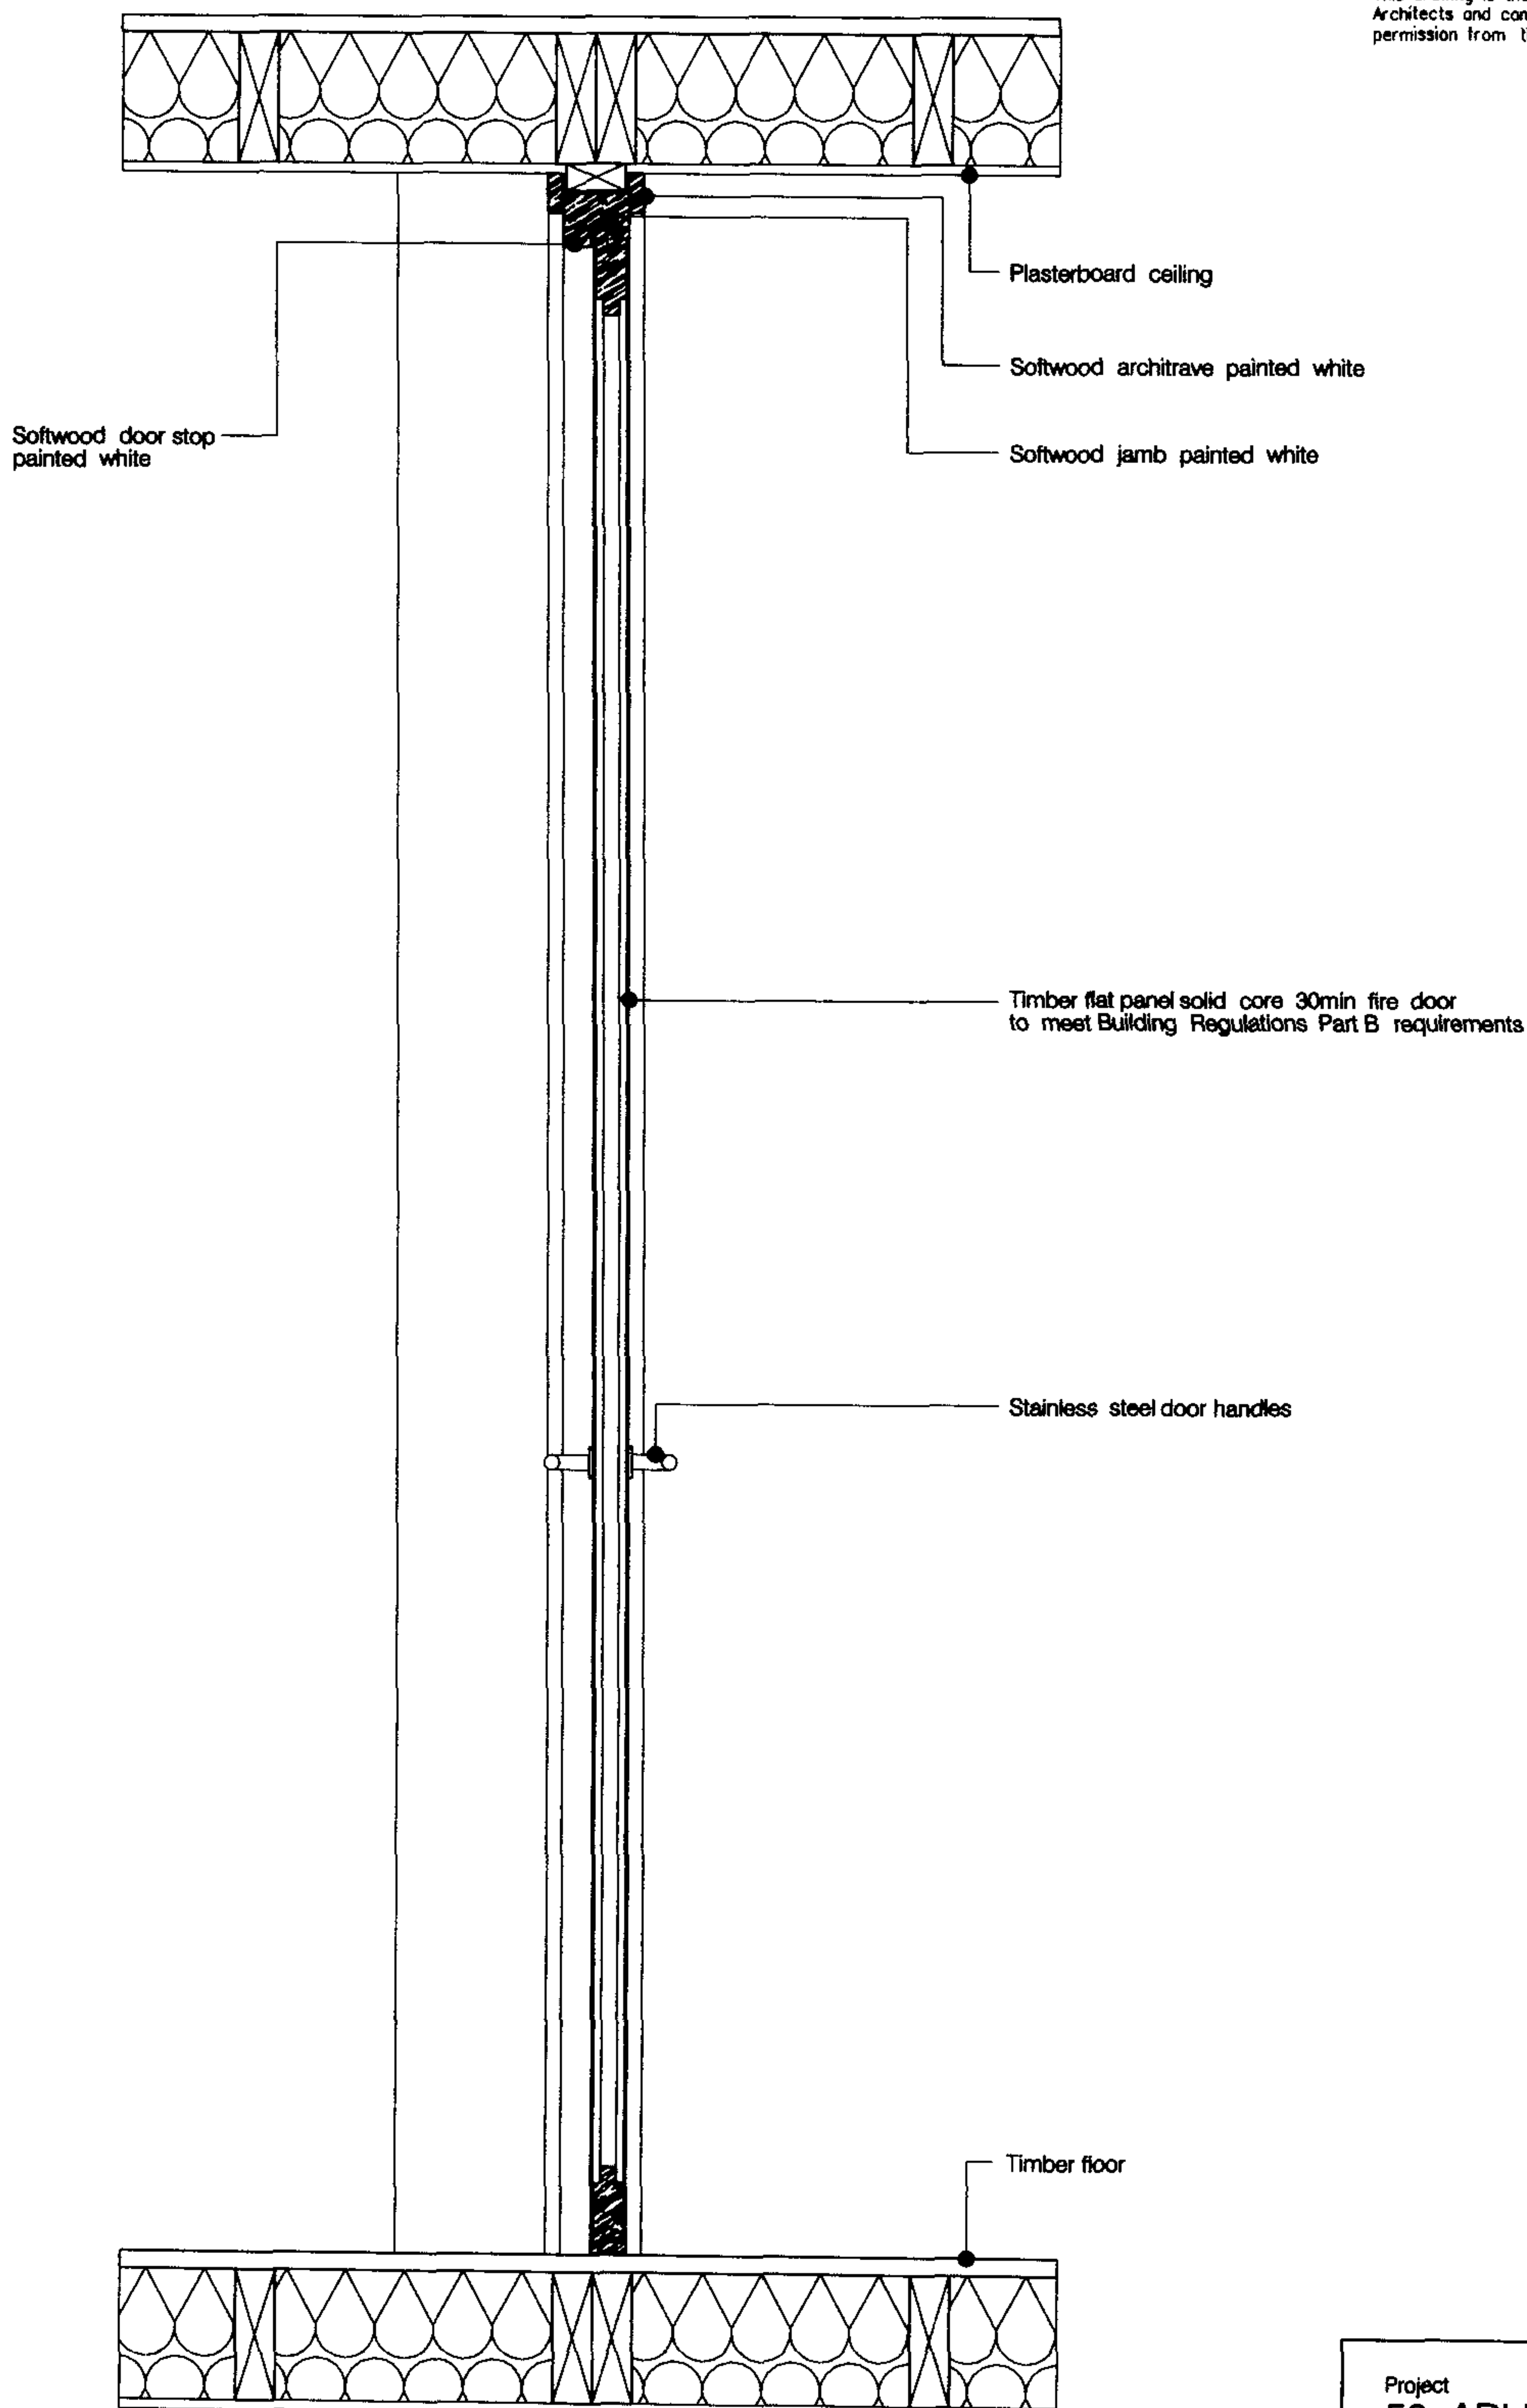 Architects and
permission from
Plasterboard ceiling
Softwood architrave painted white
Softwood door stop
painted white
Softwood jamb painted white
Timber flat panel solid core 30min fire door
to meet Building Regulations Part B requirements
Stainless steel door handles
Timber floor
Project